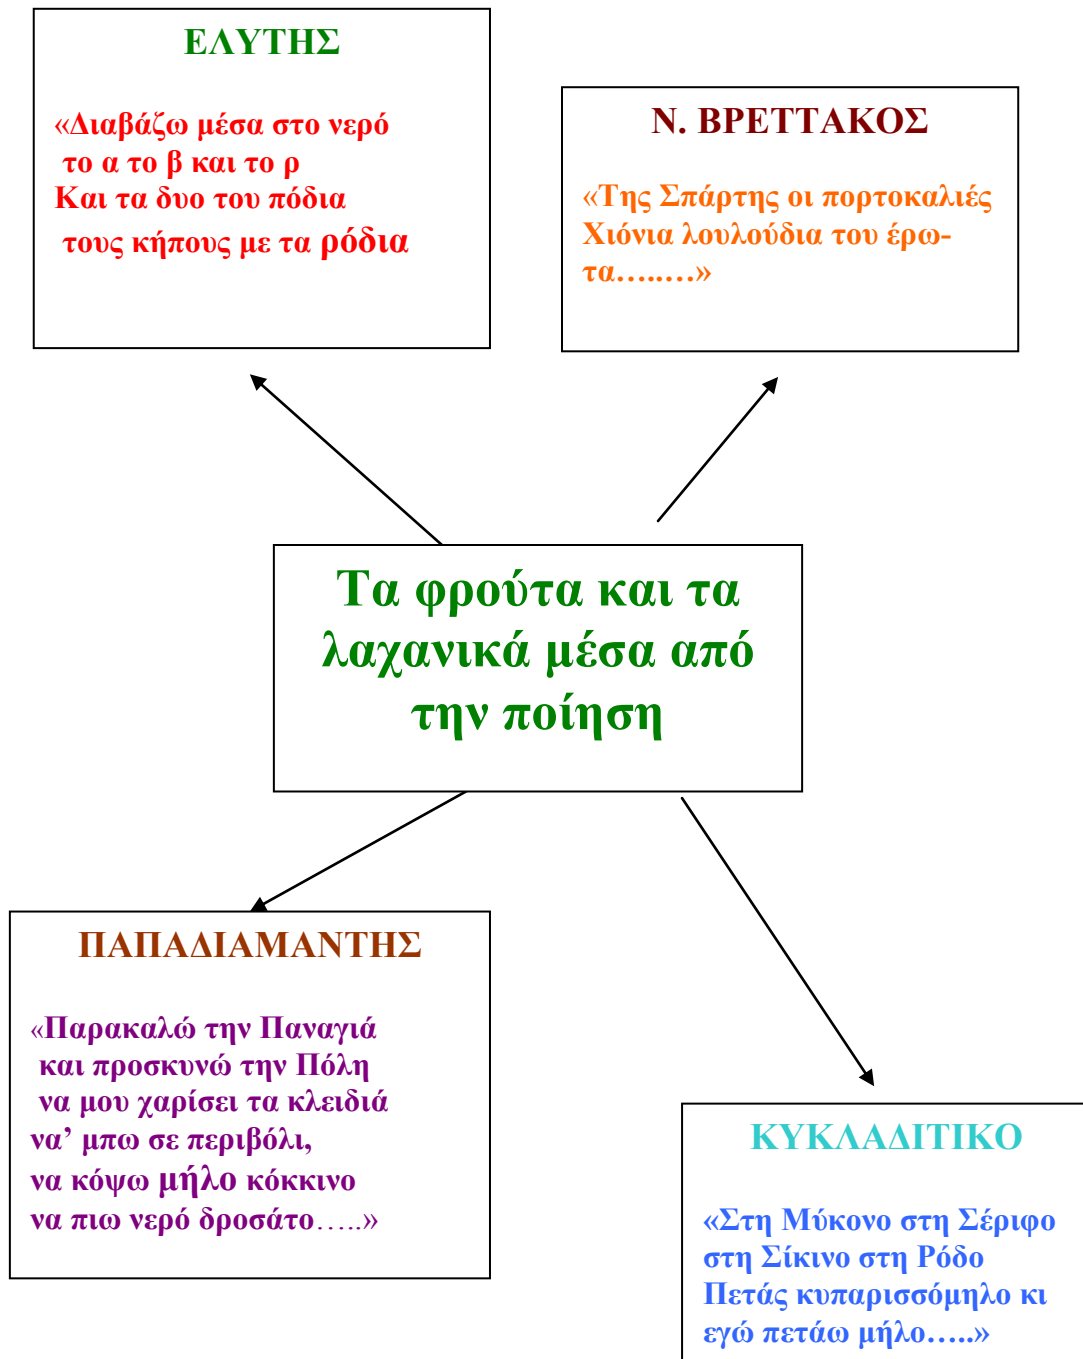 ΕΛΥΤΗΣ
«Διαβάζω μέσα στο νερό
το α το β και το ρ
Και τα δυο του πόδια
τους κήπους με τα ρόδια
Ν. ΒΡΕΤΤΑΚΟΣ
«Της Σπάρτης οι πορτοκαλιές
Χιόνια λουλούδια του έρω-
τα…..…»
Τα φρούτα και τα
λαχανικά μέσα από
την ποίηση
ΠΑΠΑΔΙΑΜΑΝΤΗΣ
«Παρακαλώ την Παναγιά
και προσκυνώ την Πόλη
να μου χαρίσει τα κλειδιά
να’ μπω σε περιβόλι,
να κόψω μήλο κόκκινο
να πιω νερό δροσάτο…..»
ΚΥΚΛΑΔΙΤΙΚΟ
«Στη Μύκονο στη Σέριφο
στη Σίκινο στη Ρόδο
Πετάς κυπαρισσόμηλο κι
εγώ πετάω μήλο…..»